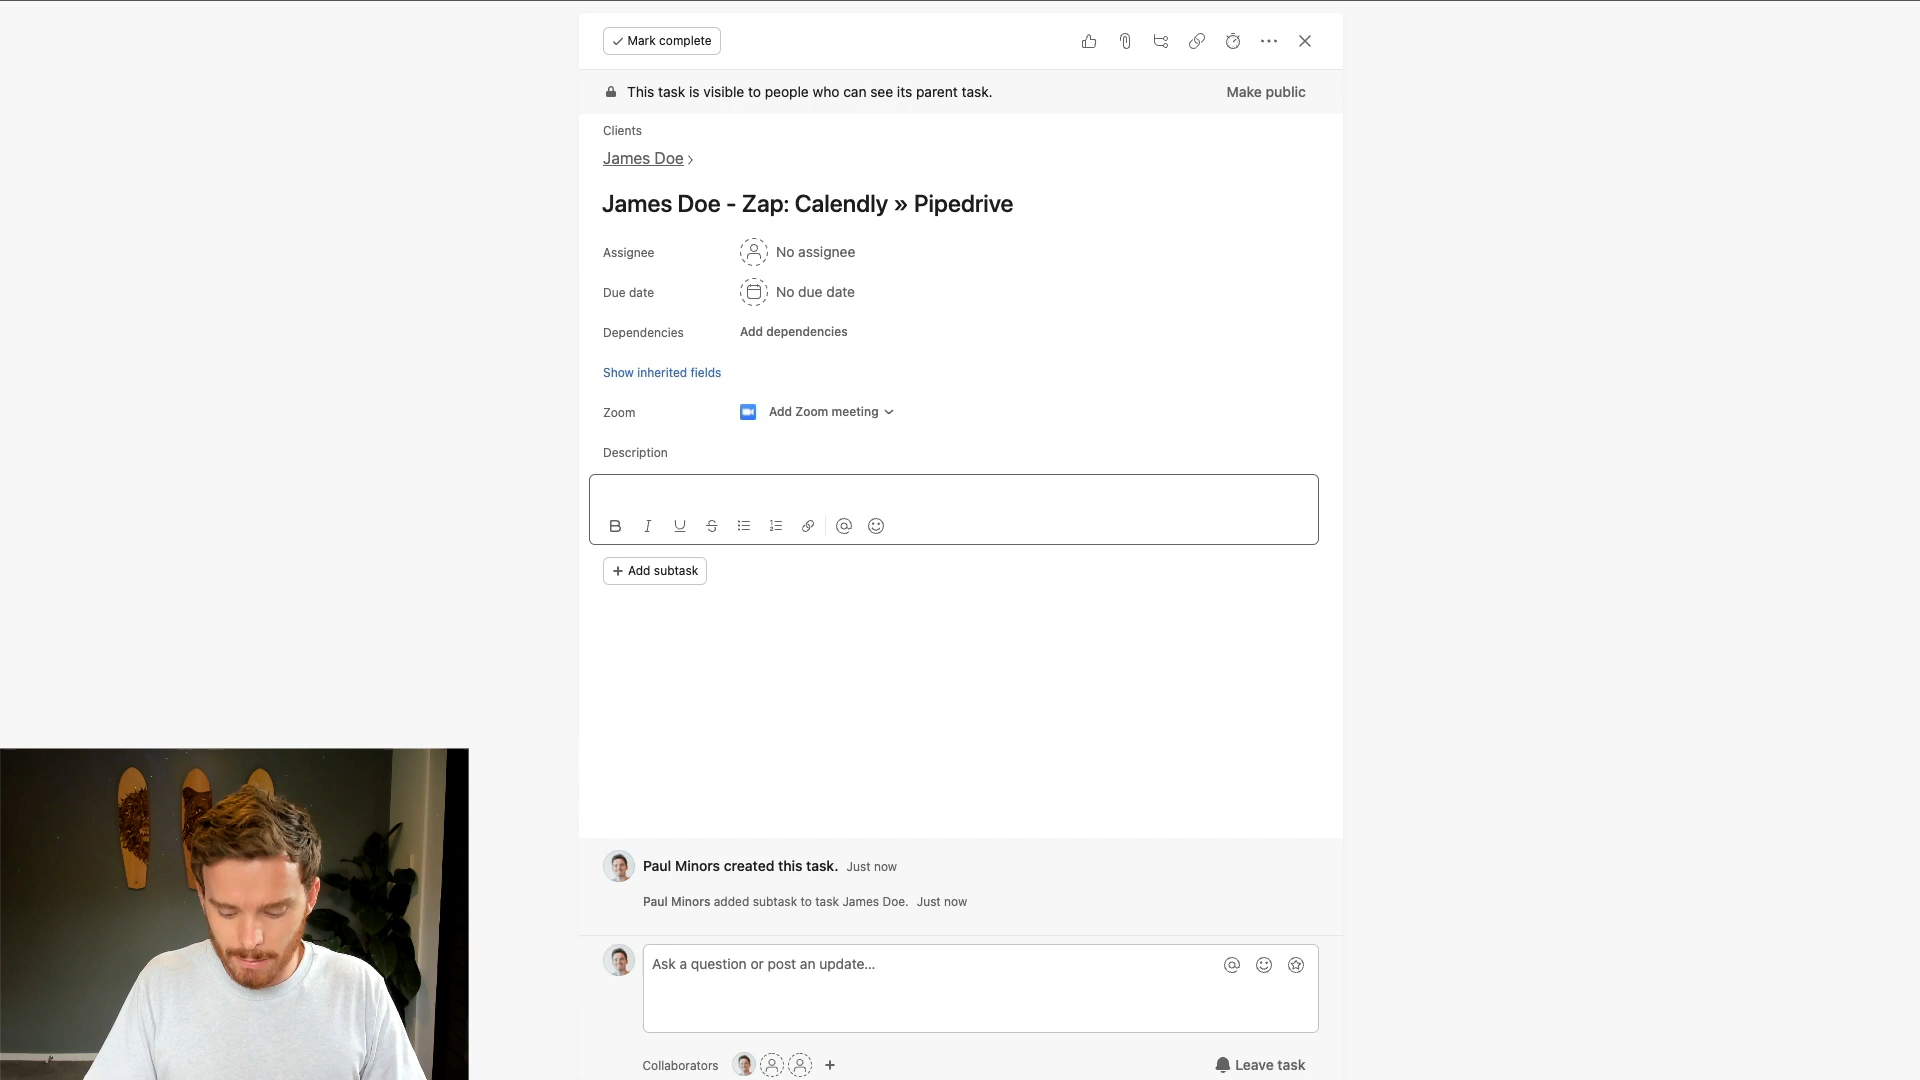 Mark complete
This task is visible to people who can see its parent task.
Make public
Clients
James Doe
James Doe - Zap: Calendly » Pipedrive
Assignee
No assignee
Due date
No due date
Dependencies
Add dependencies
Show inherited fields
Zoom
Add Zoom meeting
Description
Add subtask
Paul Minors created this task. Just now
Paul Minors added subtask to task James Doe. Just now
Ask a question or post an update...
Collaborators
Leave task